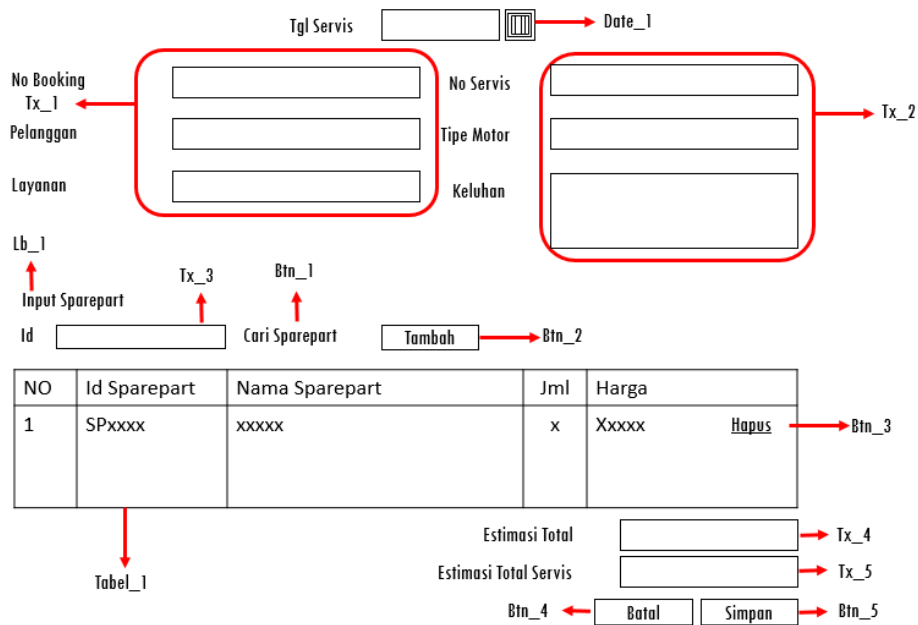 Tgl Servis Date_1
No Booking No Servis
Tx_1 Tx_2
Pelanggan Tipe Motor
Layanan Keluhan
Lb_1
Tx_3 Btn_1
Input Sparepart
Id Cari Sparepart Tambah Btn_2
NO Id Sparepart Nama Sparepart Jml Harga
1 SPxxxx xxxxx x Xxxxx Hapus Btn_3
Estimasi Total Tx_4
Estimasi Total Servis Tx_5
Tabel_1
Btn_4 Batal Simpan Btn_5